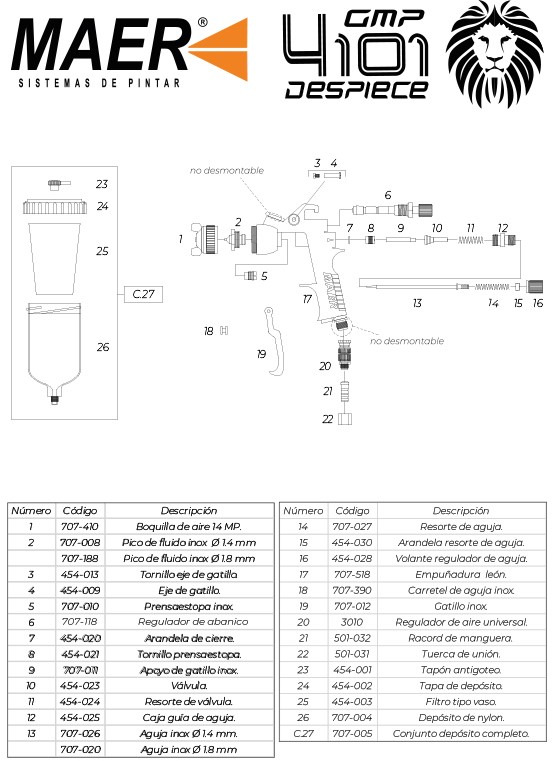 MAER®
SISTEMAS DE PINTAR
GMP
4101
DESPIECE
no desmontable
3 4
23
24
25
C.27
26
1
2
5
6
7
8
9
10
11
12
13
14
15
16
17
18
19
no desmontable
20
21
22
Número Código Descripción
1 707-410 Boquilla de aire 14 MP.
2 707-008 Pico de fluido inox Ø 1.4 mm
707-188 Pico de fluido inox Ø 1.8 mm
3 454-013 Tornillo eje de gatillo.
4 454-009 Eje de gatillo.
5 707-010 Prensaestopa inox.
6 707-118 Regulador de abanico
7 454-020 Arandela de cierre.
8 454-021 Tornillo prensaestopa.
9 707-011 Apoyo de gatillo inox.
10 454-023 Válvula.
11 454-024 Resorte de válvula.
12 454-025 Caja guía de aguja.
13 707-026 Aguja inox Ø 1.4 mm.
707-020 Aguja inox Ø 1.8 mm
Número Código Descripción
14 707-027 Resorte de aguja.
15 454-030 Arandela resorte de aguja.
16 454-028 Volante regulador de aguja.
17 707-518 Empuñadura león.
18 707-390 Carretel de aguja inox.
19 707-012 Gatillo inox.
20 3010 Regulador de aire universal.
21 501-032 Racord de manguera.
22 501-031 Tuerca de unión.
23 454-001 Tapón antigoteo.
24 454-002 Tapa de depósito.
25 454-003 Filtro tipo vaso.
26 707-004 Depósito de nylon.
C.27 707-005 Conjunto depósito completo.